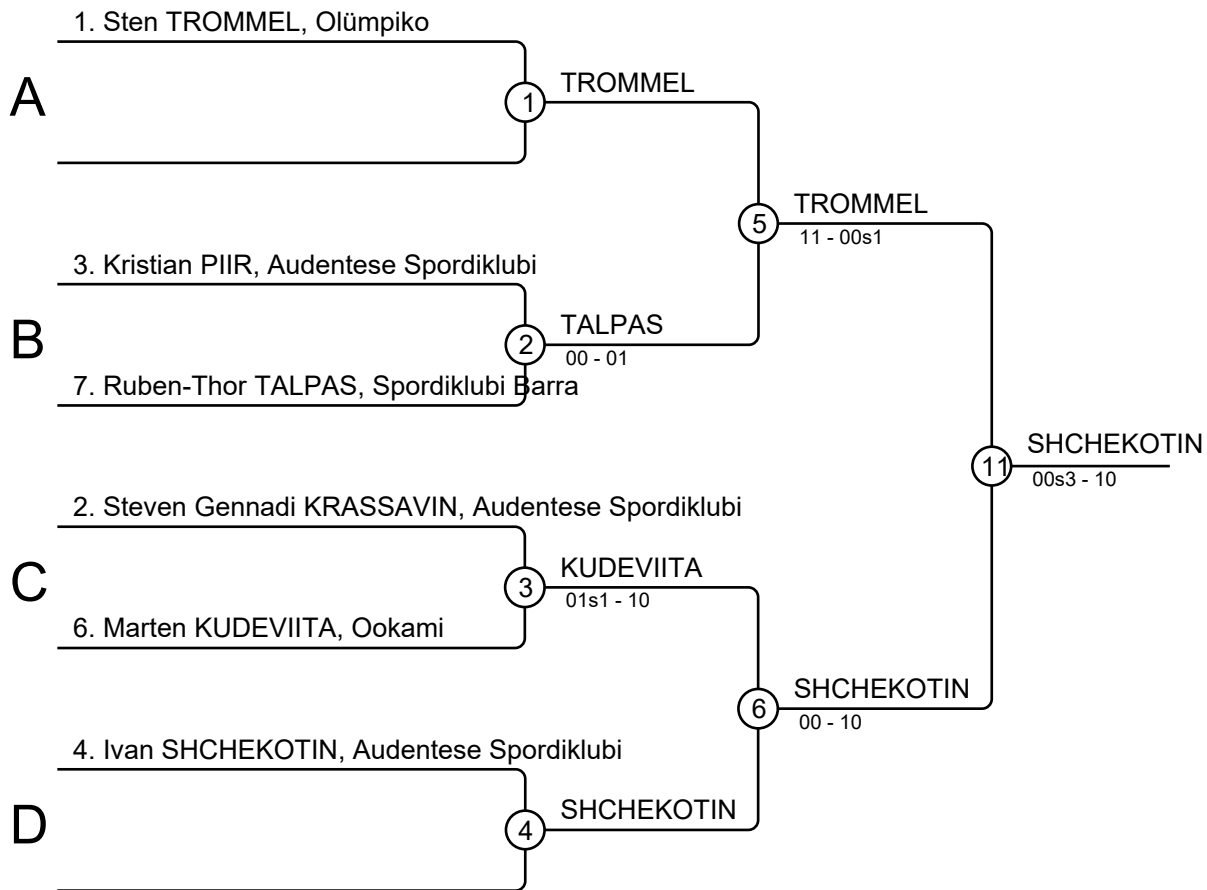 1. Sten TROMMEL, Olümpiko
A
1
TROMMEL
5
TROMMEL
11 - 00s1
3. Kristian PIIR, Audentese Spordiklubi
B
2
TALPAS
00 - 01
7. Ruben-Thor TALPAS, Spordiklubi Barra
11
SHCHEKOTIN
00s3 - 10
2. Steven Gennadi KRASSAVIN, Audentese Spordiklubi
C
3
KUDEVIITA
01s1 - 10
6. Marten KUDEVIITA, Ookami
6
SHCHEKOTIN
00 - 10
4. Ivan SHCHEKOTIN, Audentese Spordiklubi
D
4
SHCHEKOTIN